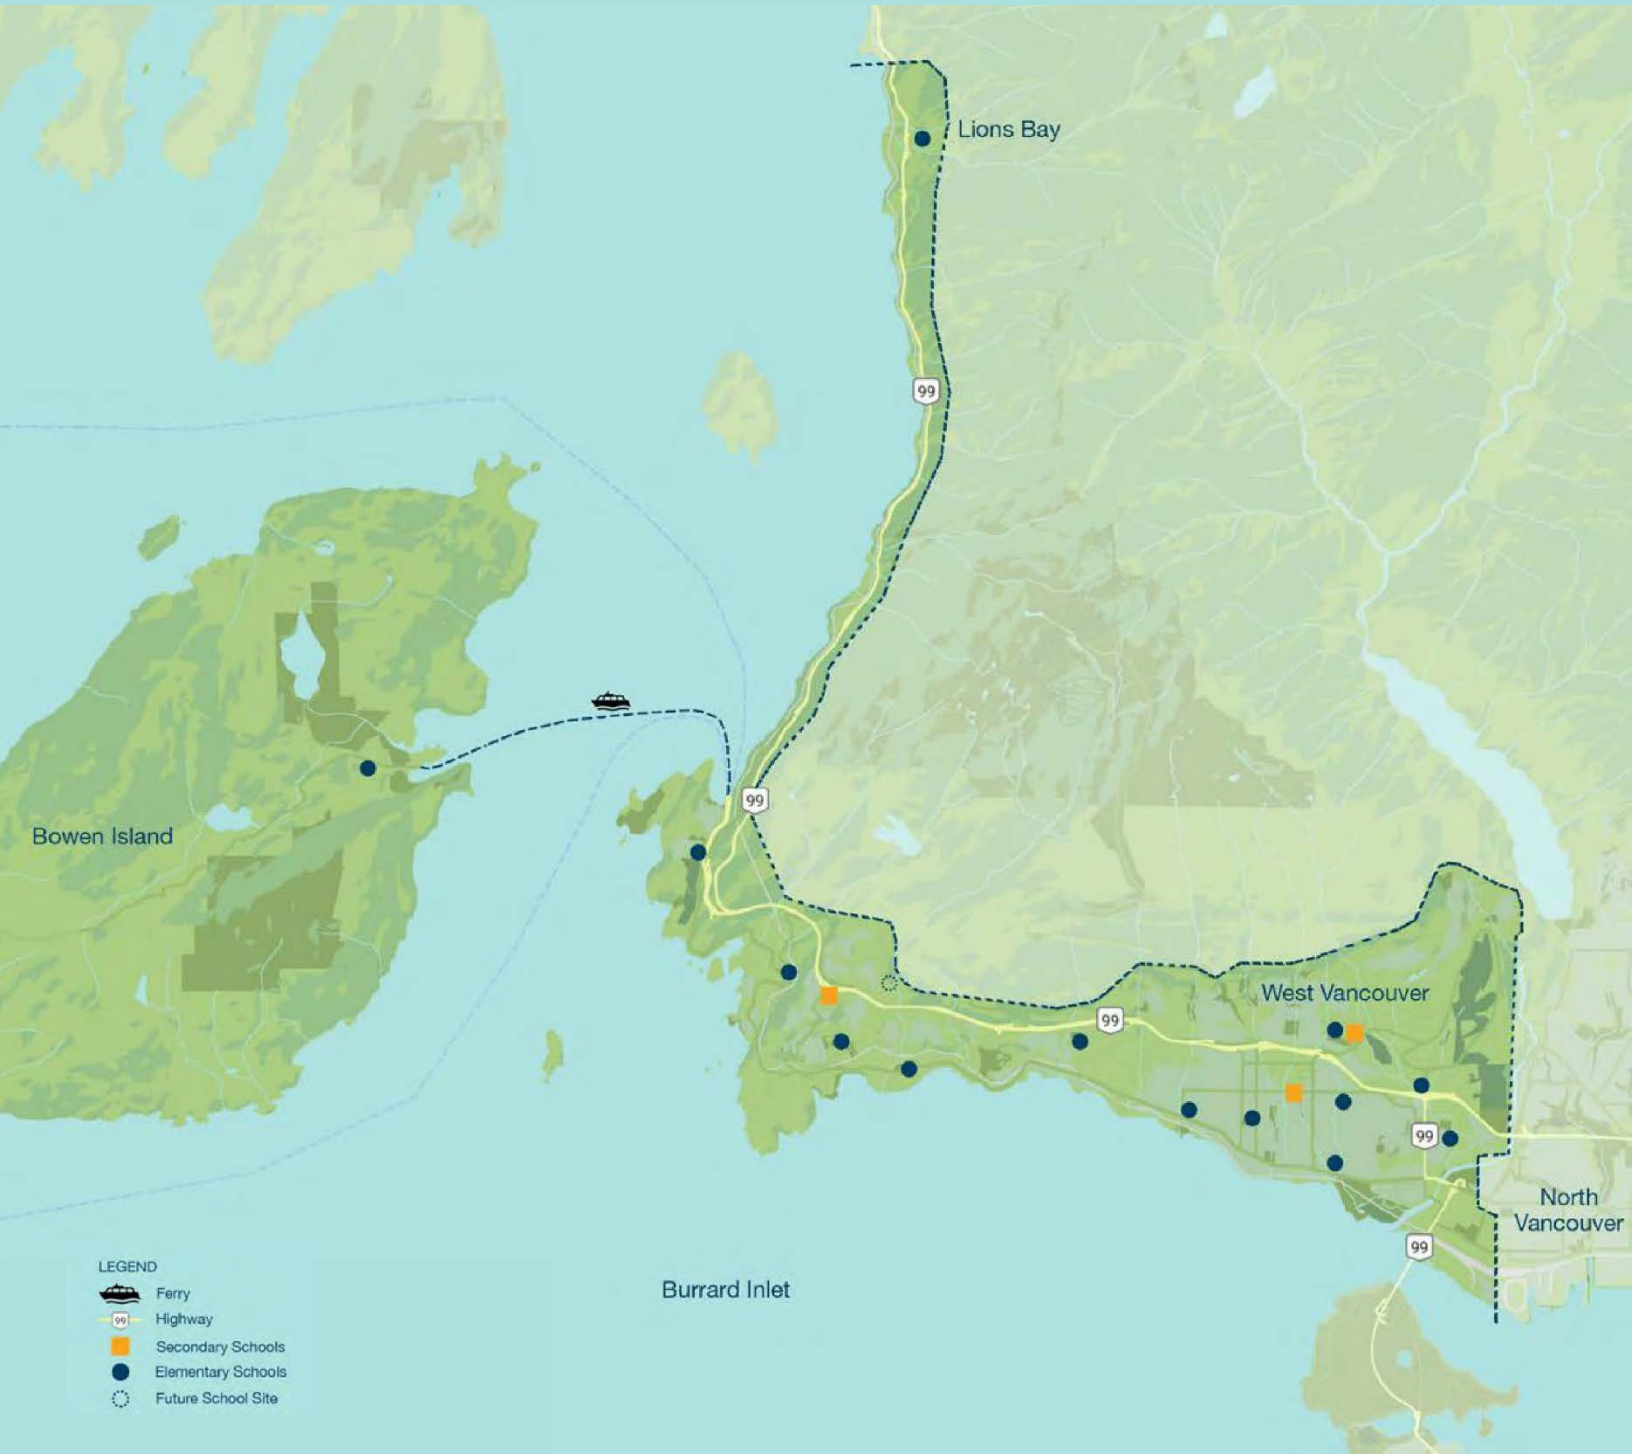 Lions Bay
99
99
Bowen Island
West Vancouver
99
99
North
Vancouver
99
Burrard Inlet
LEGEND
Ferry
99 Highway
Secondary Schools
Elementary Schools
Future School Site